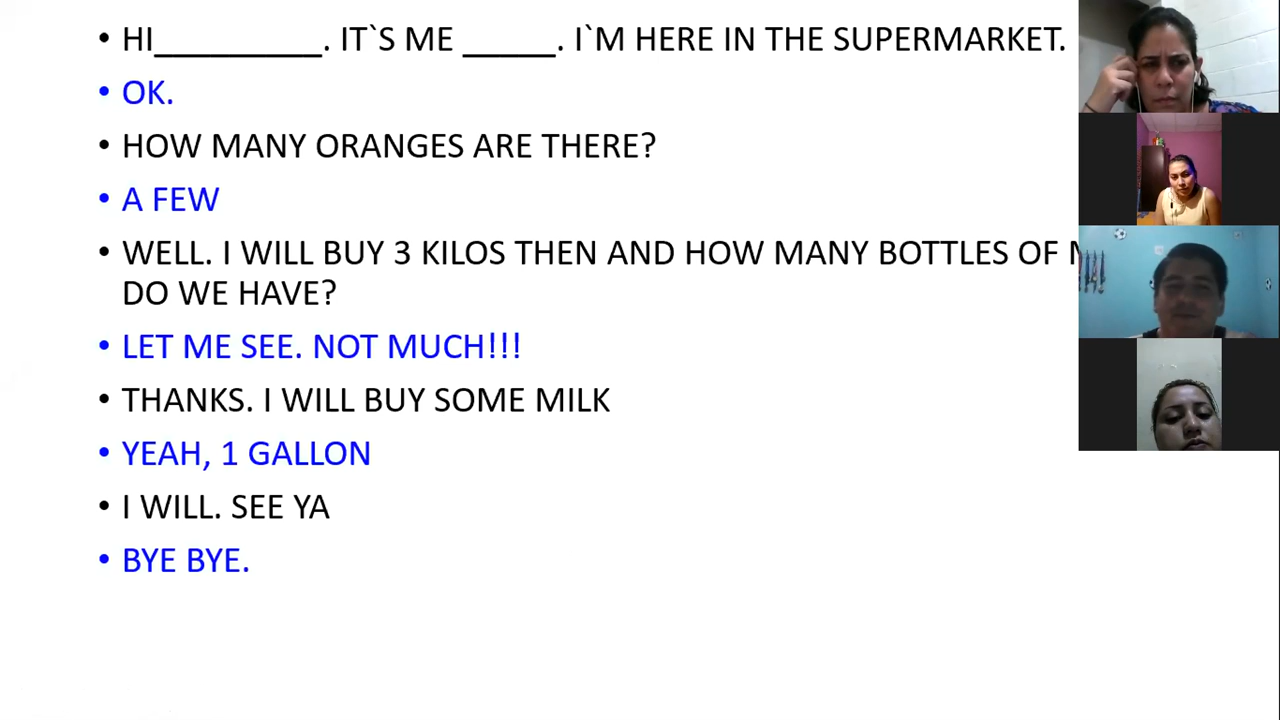 • HI__________. IT`S ME _____. I`M HERE IN THE SUPERMARKET.
• OK.
• HOW MANY ORANGES ARE THERE?
• A FEW
• WELL. I WILL BUY 3 KILOS THEN AND HOW MANY BOTTLES OF
DO WE HAVE?
• LET ME SEE. NOT MUCH!!!
• THANKS. I WILL BUY SOME MILK
• YEAH, 1 GALLON
• I WILL. SEE YA
• BYE BYE.